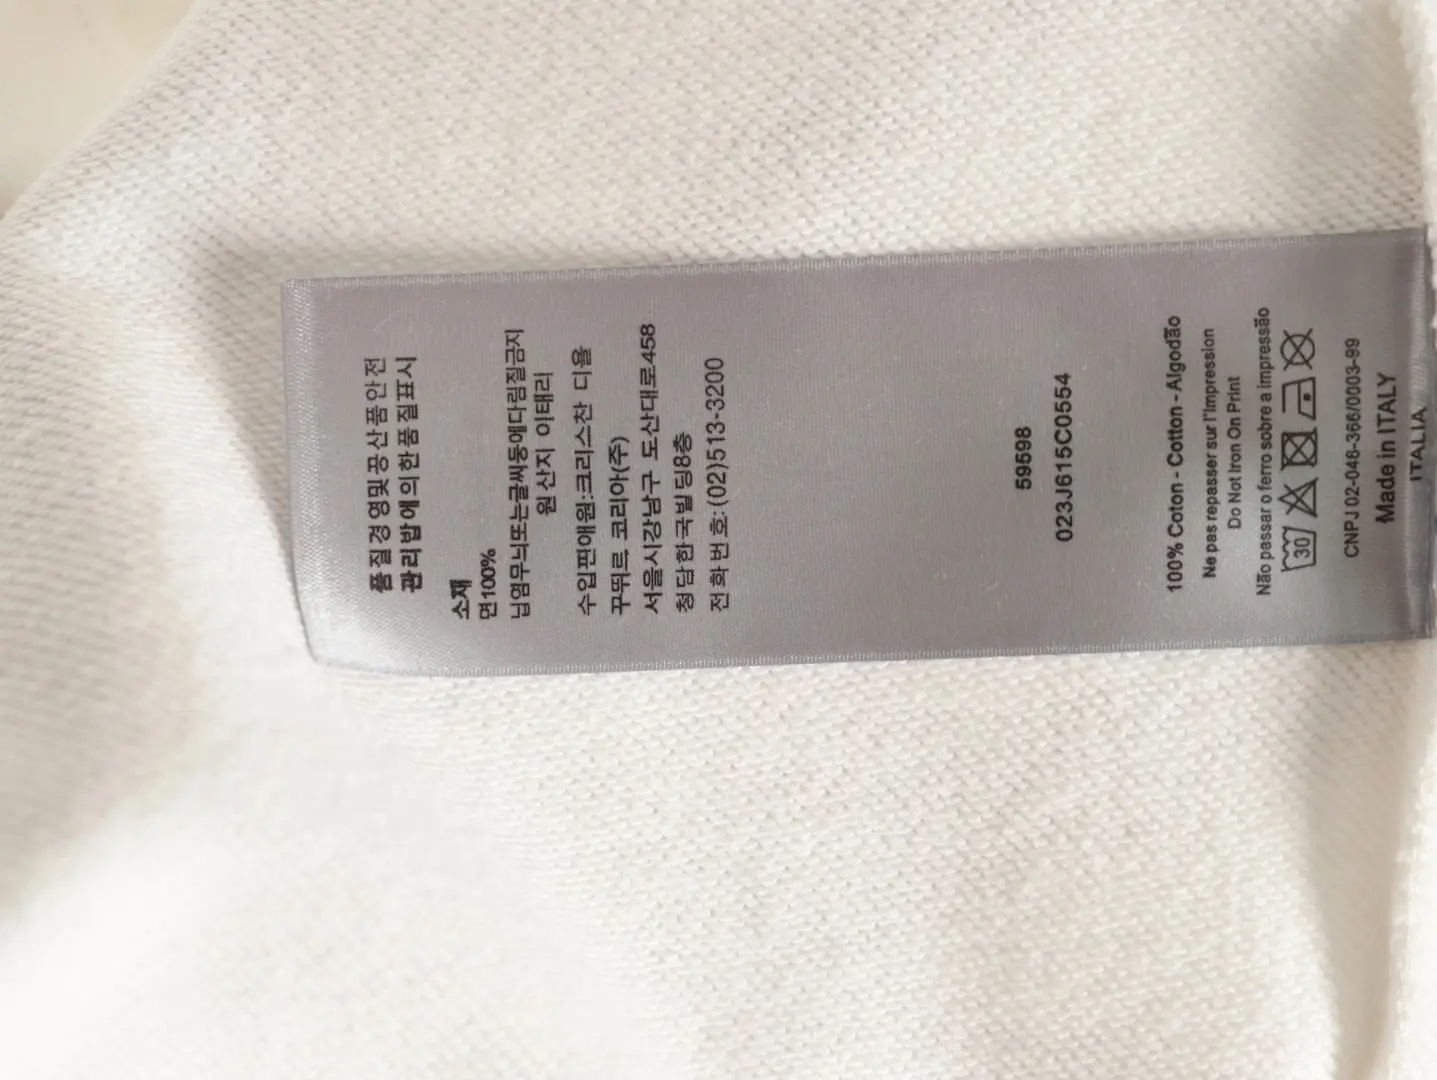 품질경영및공산품안전
관리밥에의한품질표시
소재
면100%
닙염무늬또는글씨등에다림질금지
원산지 이태리
수입핀애원:크리스찬 디올
꾸뛰르 코리아(주)
서울시강남구 도산대로458
청담한국빌딩8층
전화번호:(02)513-3200
59598
023J615C0554
100% Coton - Cotton - Algodão
Ne pas repasser sur l'Impression
Do Not Iron On Print
Não passar o ferro sobre a impressão
30
CNPJ 02-046-366/0003-99
Made in ITALY
ITALIA